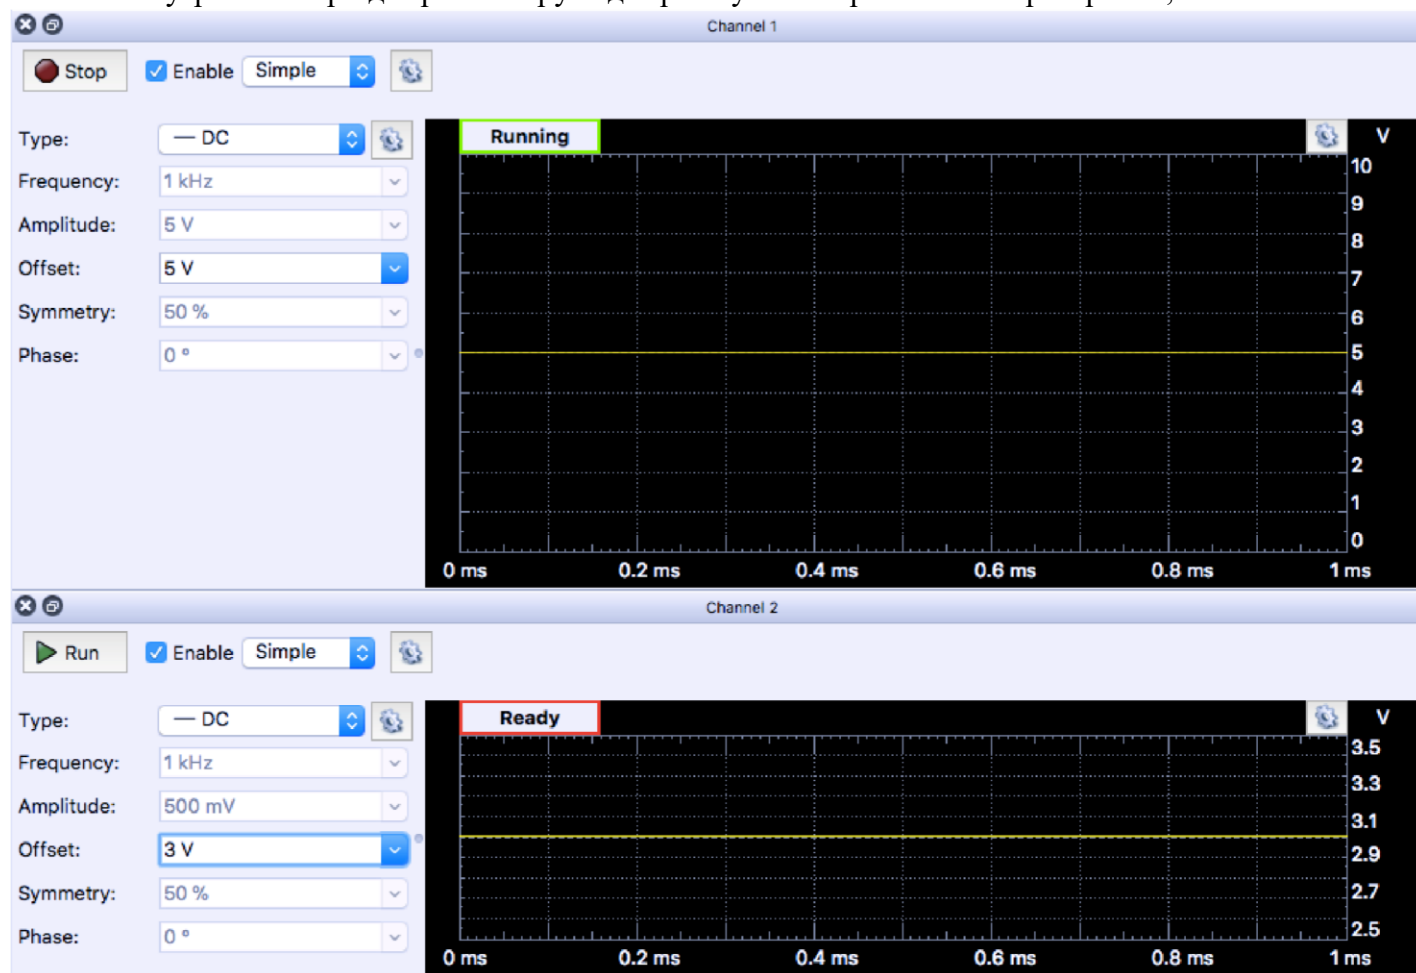 Channel 1
Stop Enable Simple
Type: DC
Frequency: 1 kHz
Amplitude: 5 V
Offset: 5 V
Symmetry: 50 %
Phase: 0 º
Running V
10
9
8
7
6
5
4
3
2
1
0
0 ms 0.2 ms 0.4 ms 0.6 ms 0.8 ms 1 ms
Channel 2
Run Enable Simple
Type: DC
Frequency: 1 kHz
Amplitude: 500 mV
Offset: 3 V
Symmetry: 50 %
Phase: 0 º
Ready V
3.5
3.3
3.1
2.9
2.7
2.5
0 ms 0.2 ms 0.4 ms 0.6 ms 0.8 ms 1 ms